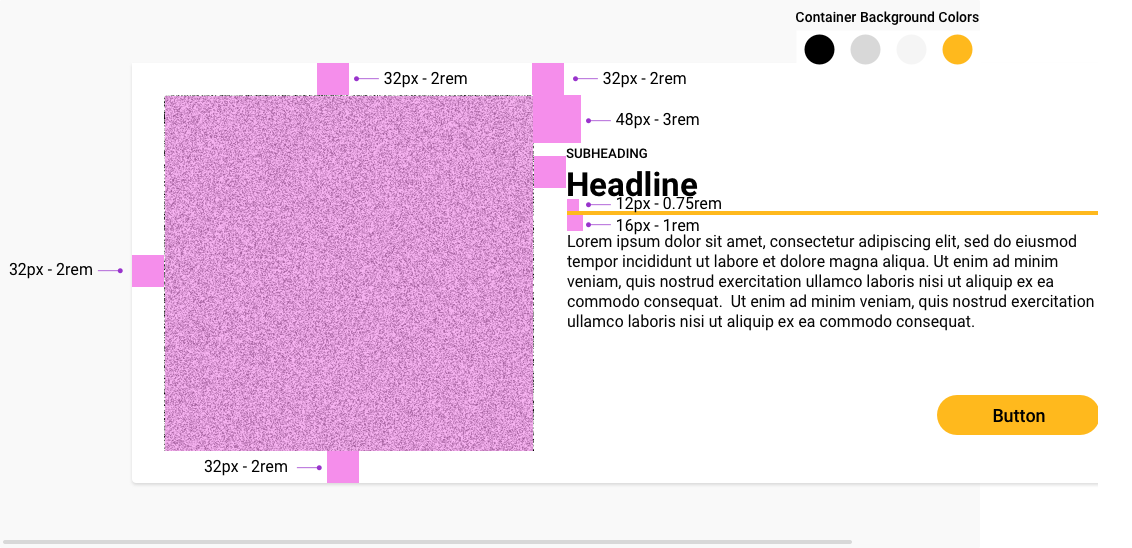 Container Background Colors
32px - 2rem
32px - 2rem
48px - 3rem
SUBHEADING
Headline
12px - 0.75rem
16px - 1rem
Lorem ipsum dolor sit amet, consectetur adipiscing elit, sed do eiusmod
tempor incididunt ut labore et dolore magna aliqua. Ut enim ad minim
veniam, quis nostrud exercitation ullamco laboris nisi ut aliquip ex ea
commodo consequat.  Ut enim ad minim veniam, quis nostrud exercitation
ullamco laboris nisi ut aliquip ex ea commodo consequat.
32px - 2rem
Button
32px - 2rem